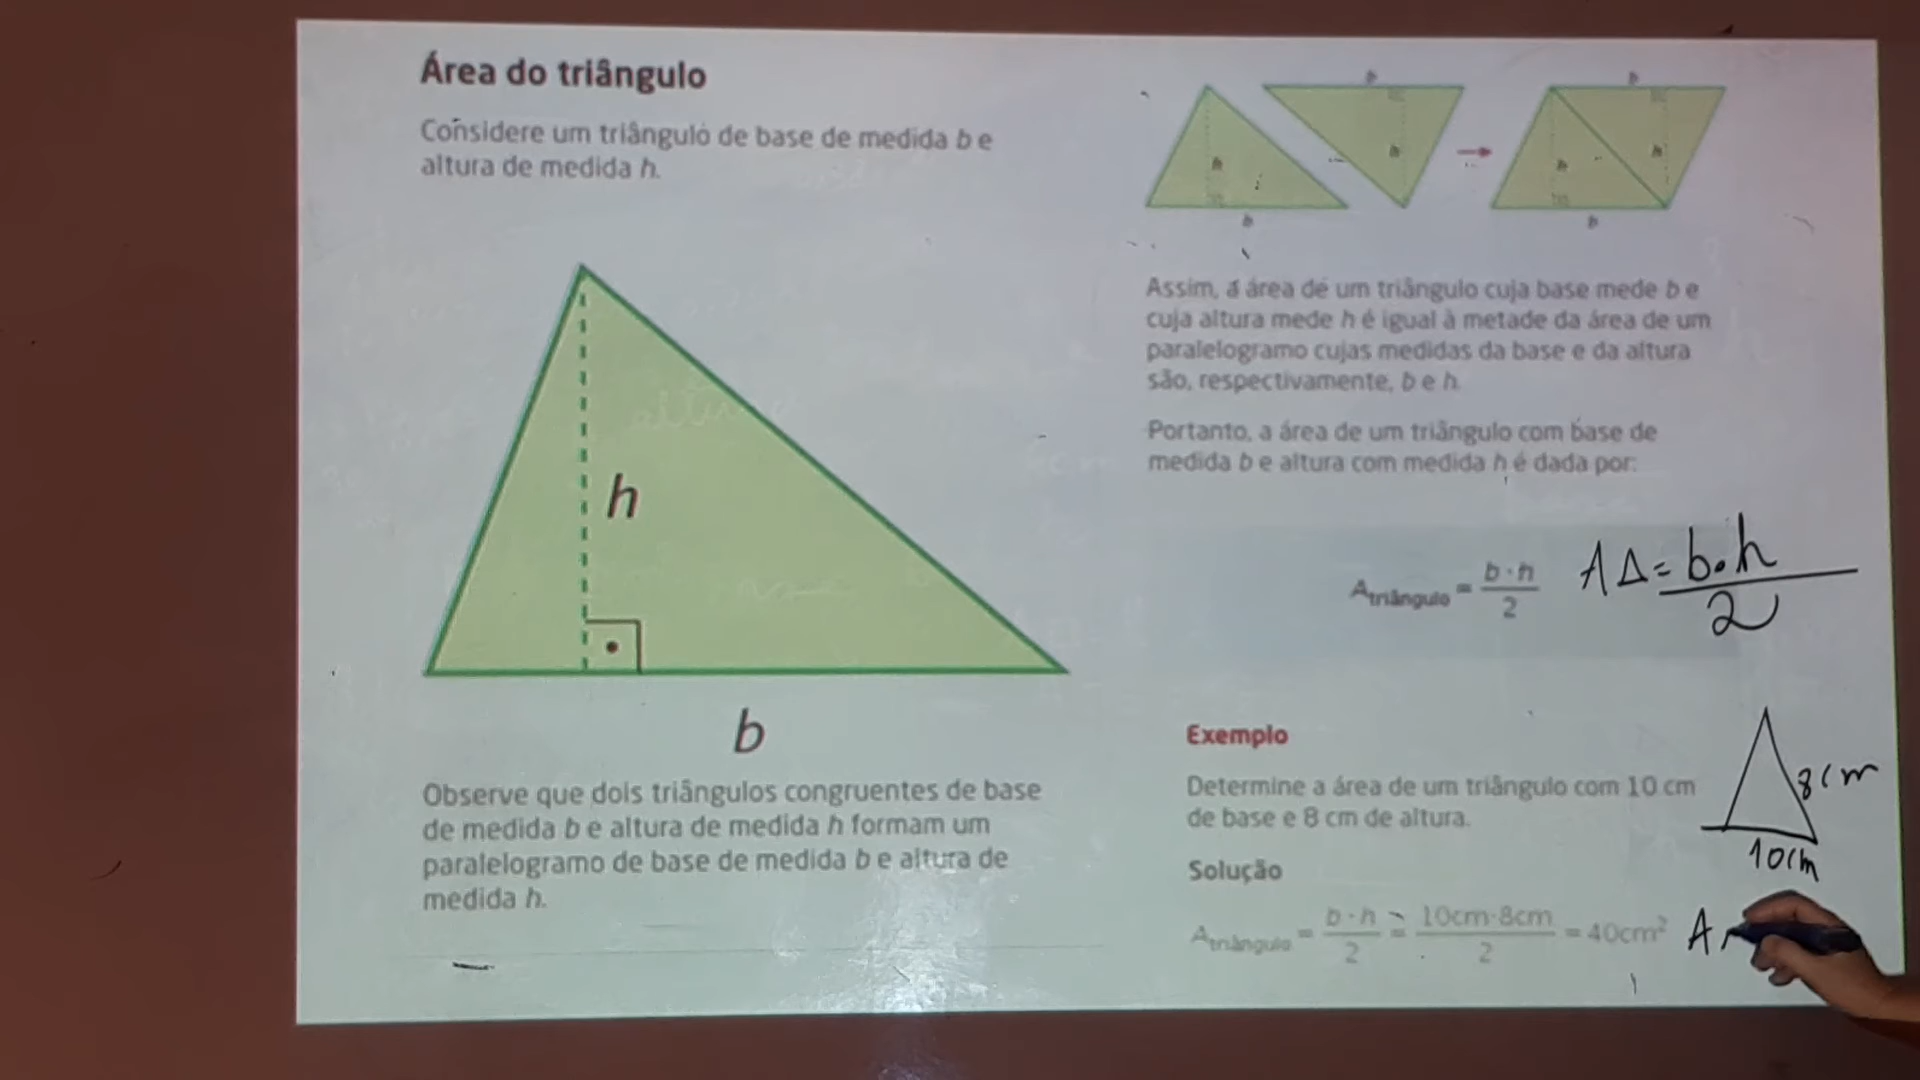 Área do triângulo
Considere um triângulo de base de medida b e
altura de medida h.
h
b
Observe que dois triângulos congruentes de base
de medida b e altura de medida h formam um
paralelogramo de base de medida b e altura de
medida h.
b
b
h
h
h
h
b
b
Assim, a área de um triângulo cuja base mede b e
cuja altura mede h é igual à metade da área de um
paralelogramo cujas medidas da base e da altura
são, respectivamente, b e h.
Portanto, a área de um triângulo com base de
medida b e altura com medida h é dada por:
A triângulo = b · h / 2
A Δ = b · h / 2
Exemplo
Determine a área de um triângulo com 10 cm
de base e 8 cm de altura.
8cm
10cm
Solução
A triângulo = b · h / 2 = 10cm·8cm / 2 = 40cm²
A